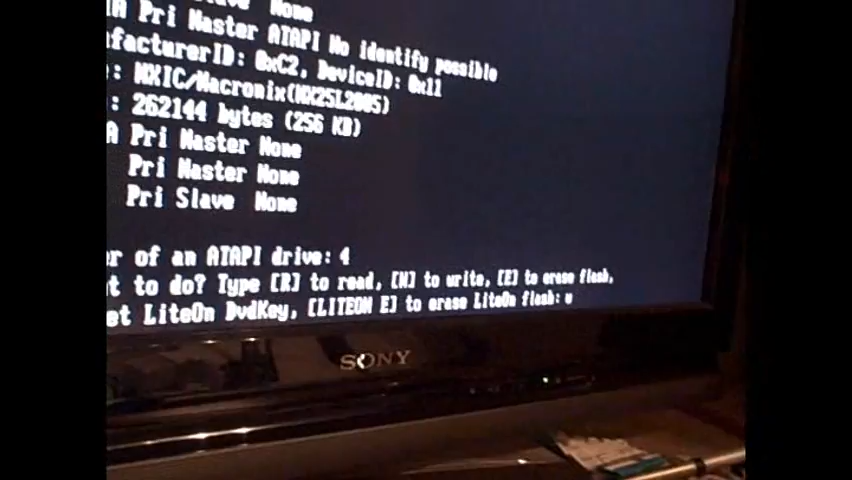 None
A Pri Master ATAPI No identify possible
facturerID: 0xC2, DeviceID: 0x11
: MXIC/Macronix(MX25L2005)
: 262144 bytes (256 KB)
A Pri Master None
Pri Master None
Pri Slave None
r of an ATAPI drive: 4
t to do? Type [R] to read, [W] to write, [E] to erase flash,
et LiteOn DvdKey, [LITEON E] to erase LiteOn flash: w
SONY